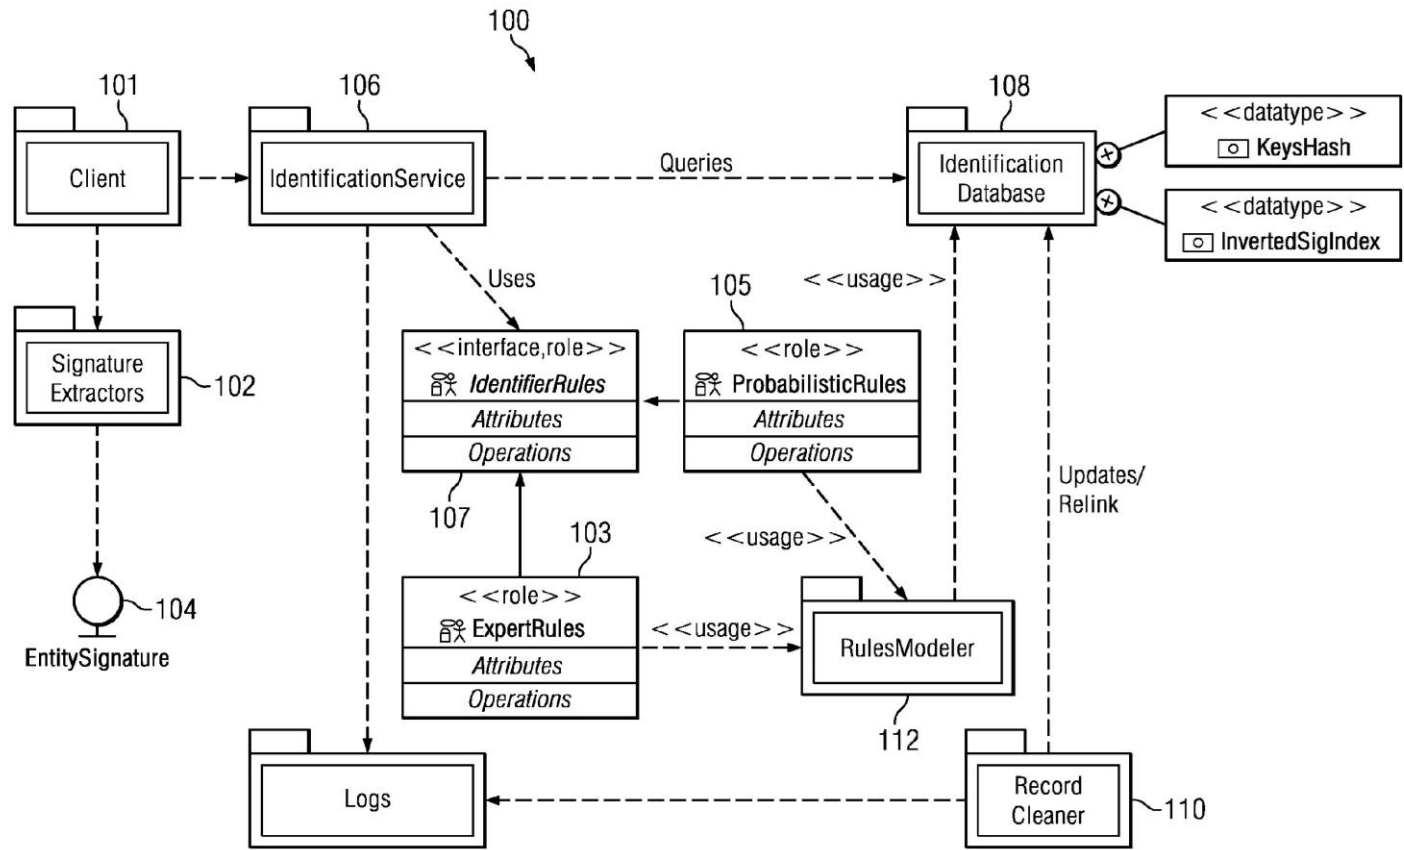 100
101
106
108
Client
IdentificationService
Queries
Identification
Database
<<datatype>>
KeysHash
<<datatype>>
InvertedSigIndex
Uses
<<usage>>
105
Signature
Extractors
102
<<interface,role>>
IdentifierRules
Attributes
Operations
107
<<role>>
ProbabilisticRules
Attributes
Operations
Updates/
Relink
<<usage>>
103
104
EntitySignature
<<role>>
ExpertRules
Attributes
Operations
<<usage>>
RulesModeler
112
Logs
Record
Cleaner
110